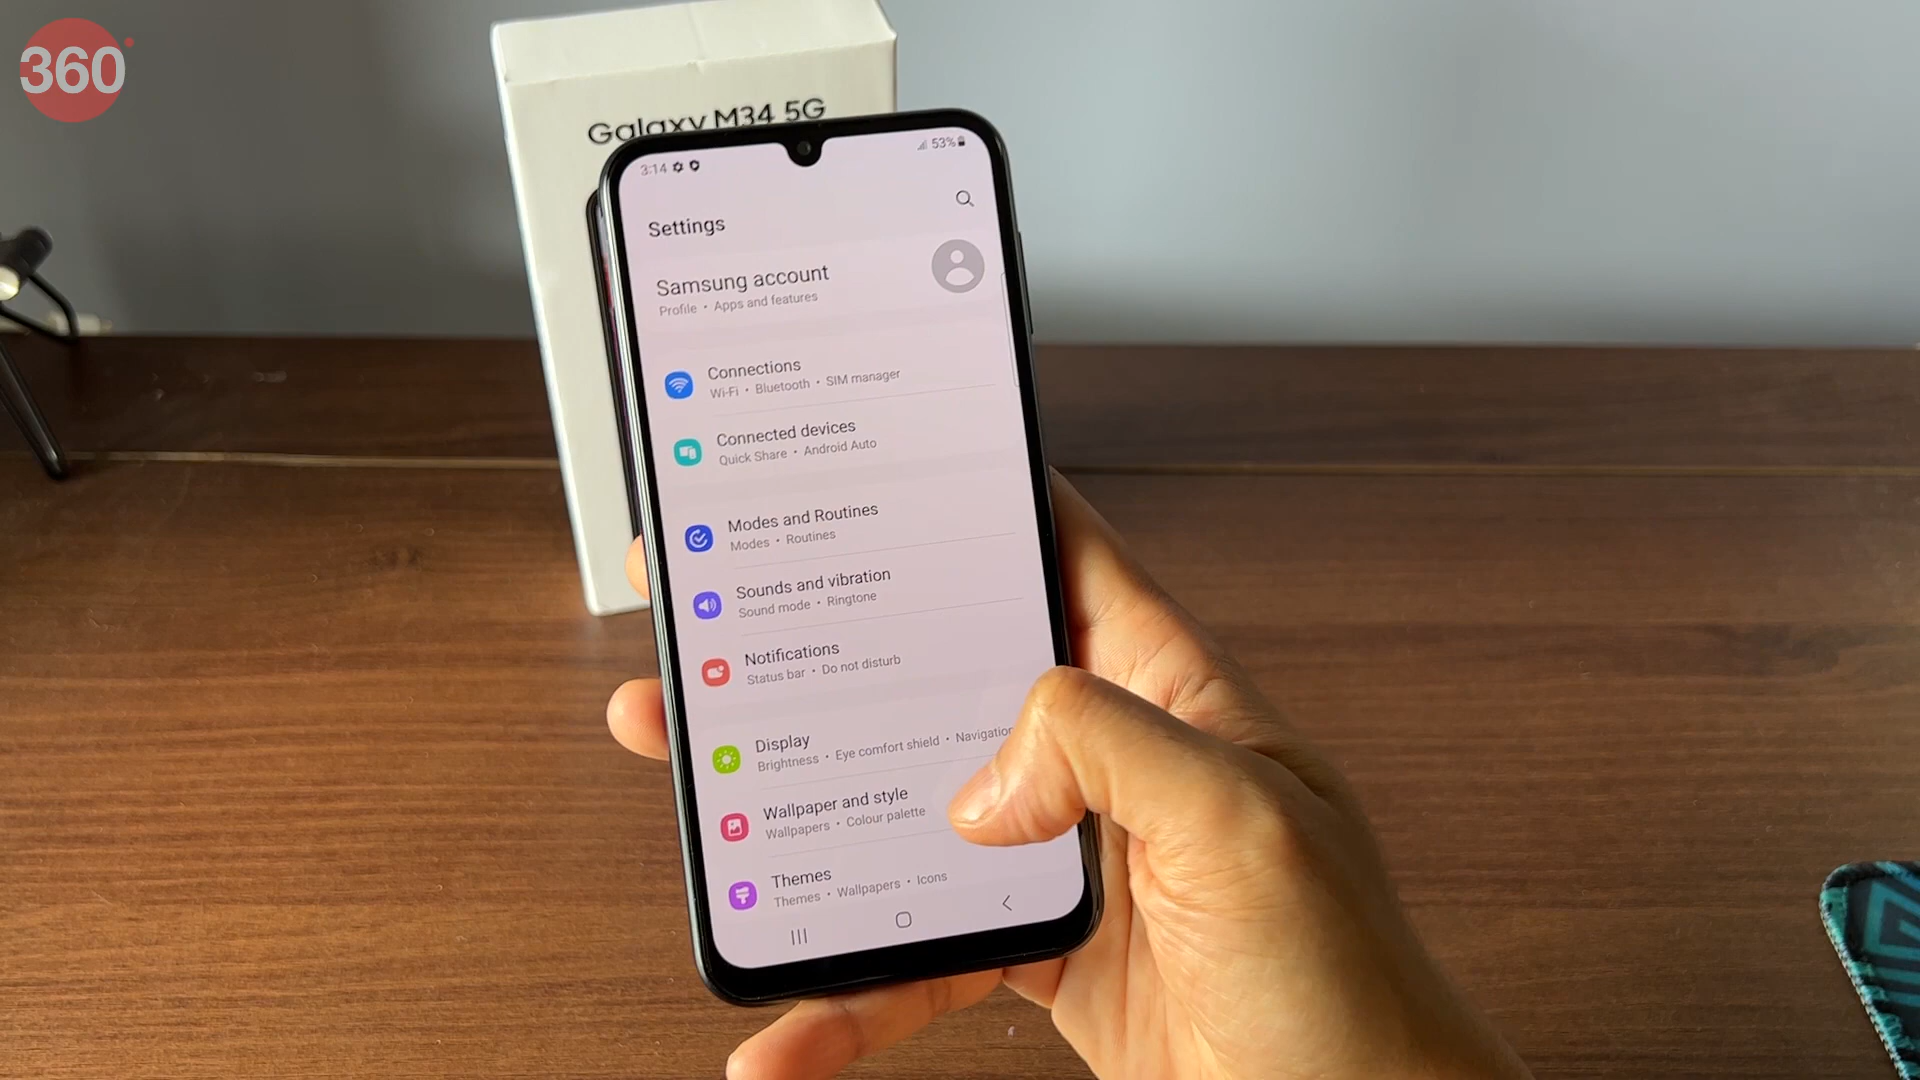 360
Galaxy M34 5G
3:14
53%
Settings
Samsung account
Profile • Apps and features
Connections
Wi-Fi • Bluetooth • SIM manager
Connected devices
Quick Share • Android Auto
Modes and Routines
Modes • Routines
Sounds and vibration
Sound mode • Ringtone
Notifications
Status bar • Do not disturb
Display
Brightness • Eye comfort shield • Navigation
Wallpaper and style
Wallpapers • Colour palette
Themes
Themes • Wallpapers • Icons